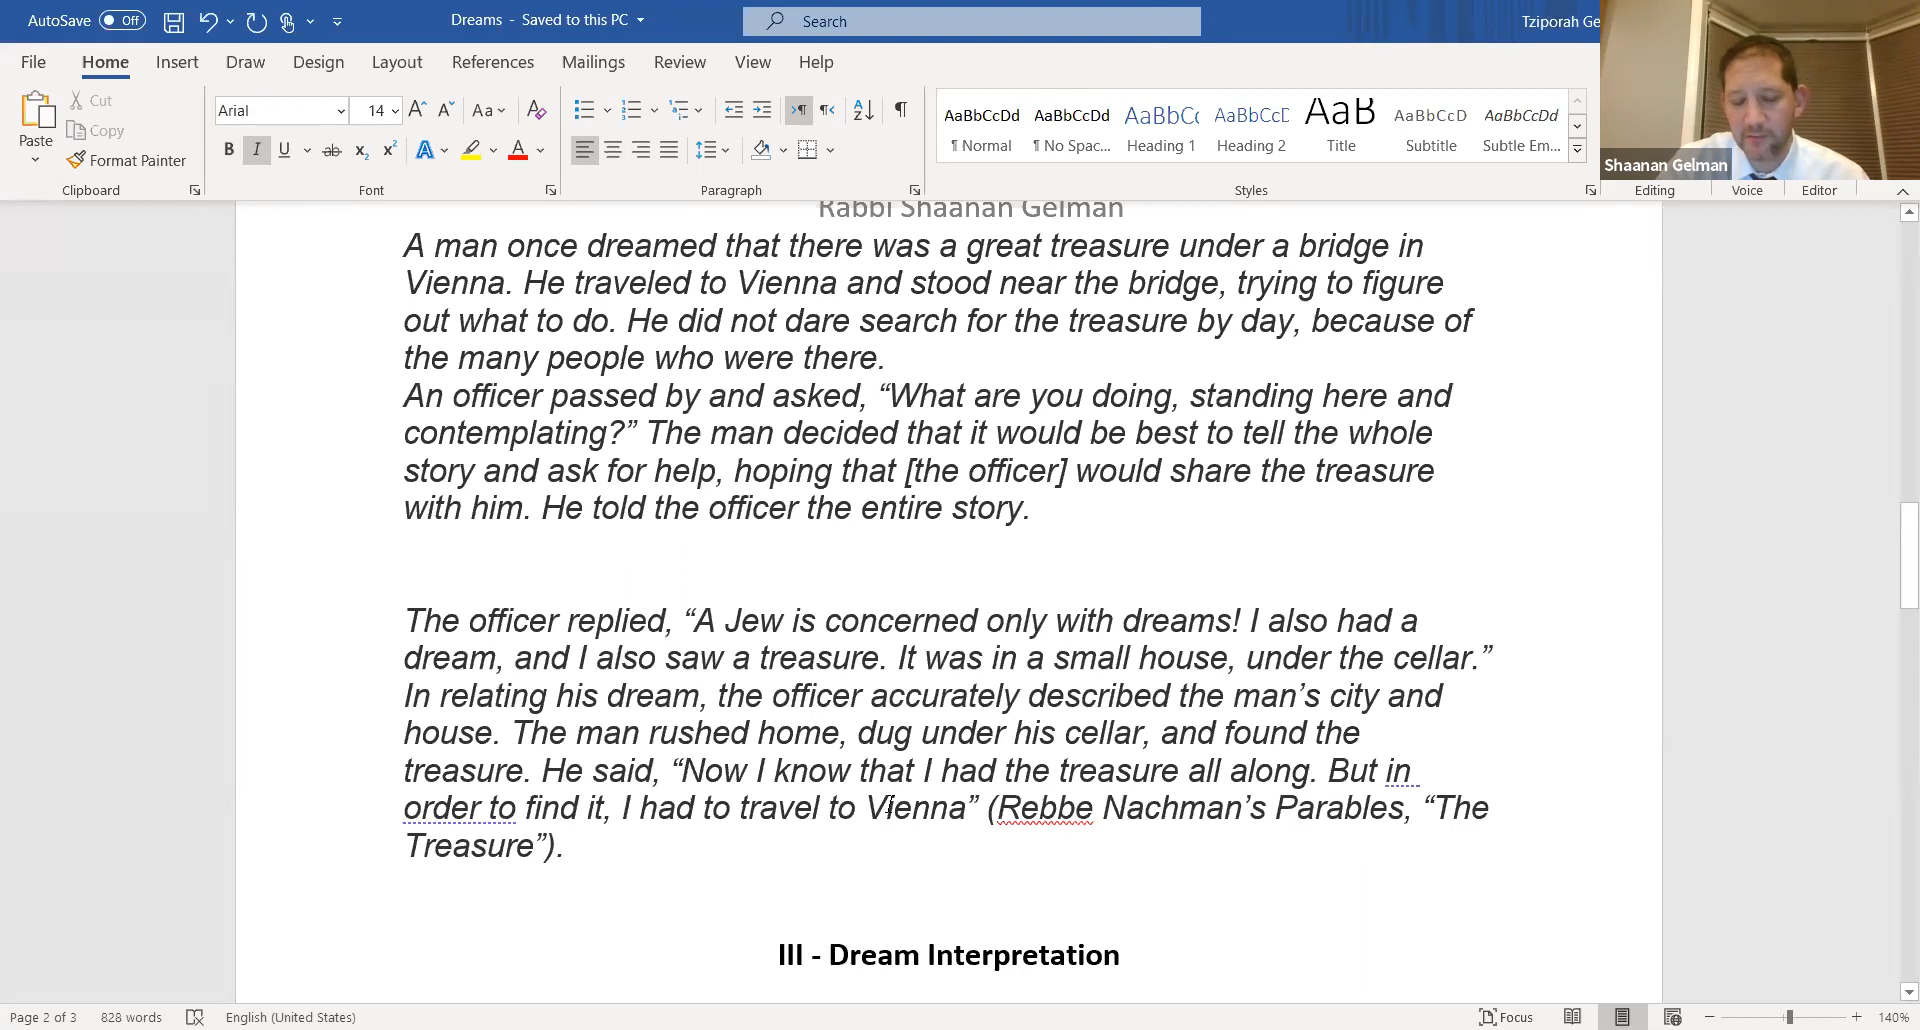 AutoSave Off Dreams - Saved to this PC Search Tziporah Ge
File Home Insert Draw Design Layout References Mailings Review View Help
Paste Cut Copy Format Painter
Arial 14 Aa
B I U ab x2 x2 A A
AaBbCcDd AaBbCcDd AaBbCc AaBbCcD AaB AaBbCcD AaBbCcDd
¶ Normal ¶ No Spac... Heading 1 Heading 2 Title Subtitle Subtle Em...
Shaanan Gelman
Clipboard Font Paragraph Styles Editing Voice Editor
Rabbi Shaanan Gelman
A man once dreamed that there was a great treasure under a bridge in
Vienna. He traveled to Vienna and stood near the bridge, trying to figure
out what to do. He did not dare search for the treasure by day, because of
the many people who were there.
An officer passed by and asked, “What are you doing, standing here and
contemplating?” The man decided that it would be best to tell the whole
story and ask for help, hoping that [the officer] would share the treasure
with him. He told the officer the entire story.
The officer replied, “A Jew is concerned only with dreams! I also had a
dream, and I also saw a treasure. It was in a small house, under the cellar.”
In relating his dream, the officer accurately described the man’s city and
house. The man rushed home, dug under his cellar, and found the
treasure. He said, “Now I know that I had the treasure all along. But in
order to find it, I had to travel to Vienna” (Rebbe Nachman’s Parables, “The
Treasure”).
III - Dream Interpretation
Page 2 of 3 828 words English (United States) Focus 140%